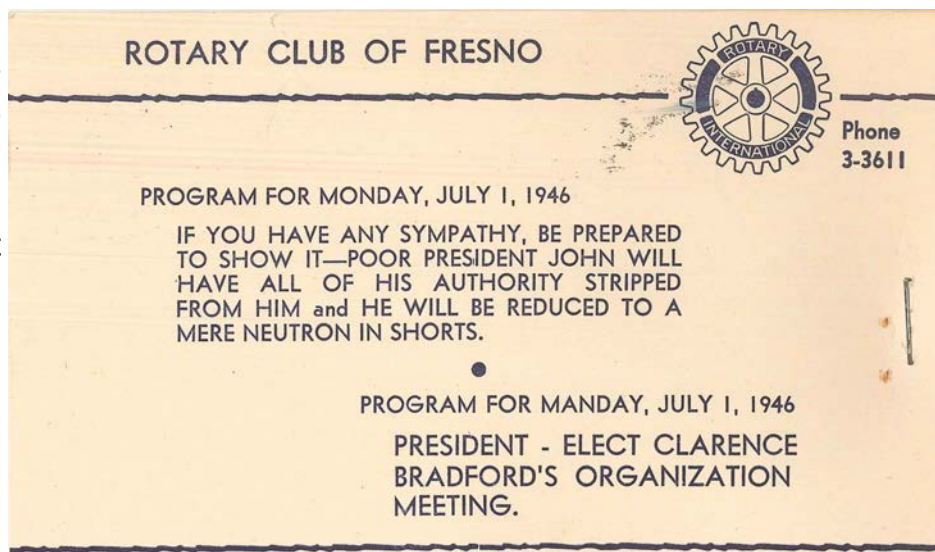 ROTARY CLUB OF FRESNO
ROTARY
INTERNATIONAL
Phone
3-3611
PROGRAM FOR MONDAY, JULY 1, 1946
IF YOU HAVE ANY SYMPATHY, BE PREPARED
TO SHOW IT—POOR PRESIDENT JOHN WILL
HAVE ALL OF HIS AUTHORITY STRIPPED
FROM HIM and HE WILL BE REDUCED TO A
MERE NEUTRON IN SHORTS.
PROGRAM FOR MANDAY, JULY 1, 1946
PRESIDENT - ELECT CLARENCE
BRADFORD'S ORGANIZATION
MEETING.